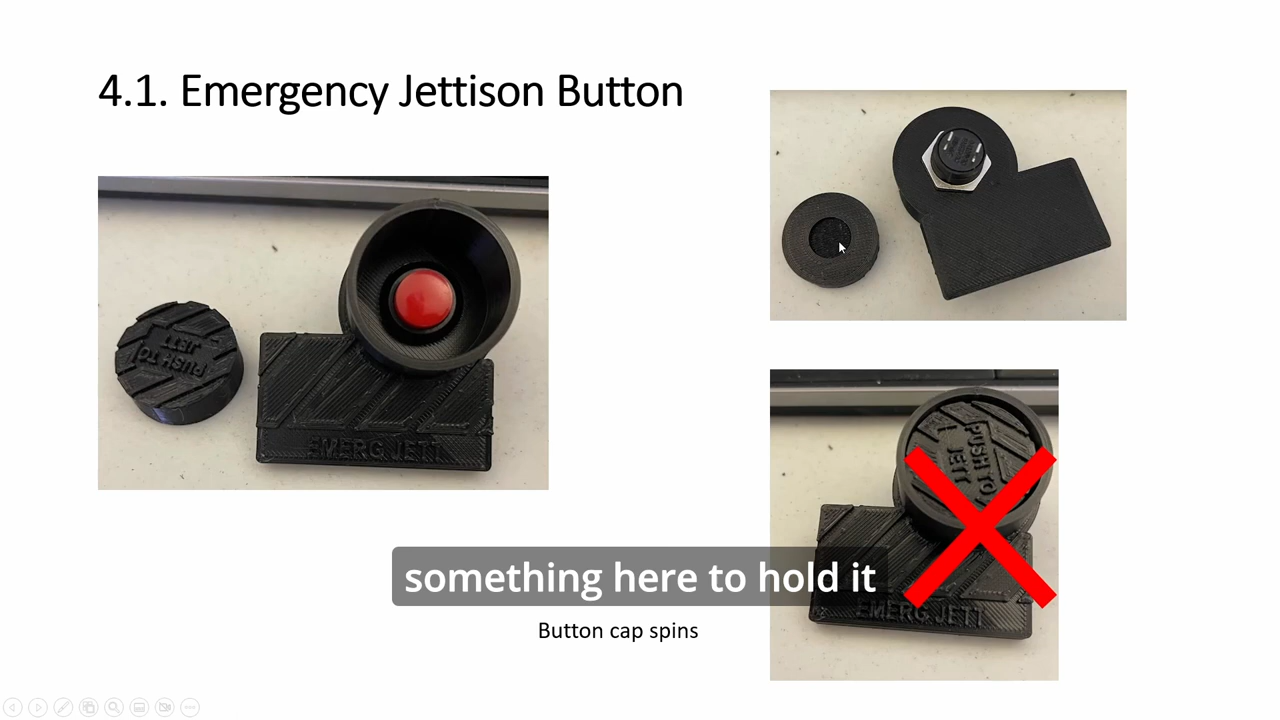 4.1. Emergency Jettison Button
PUSH TO
JETT
EMERG JETT
PUSH TO
JETT
EMERG JETT
something here to hold it
Button cap spins